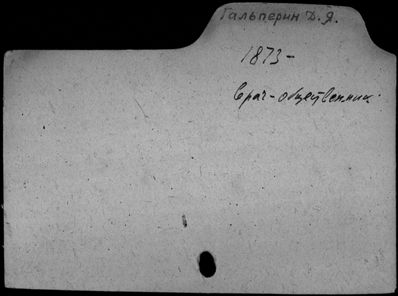 Гальперин Д. Я.
1873-
Врач-общественник.